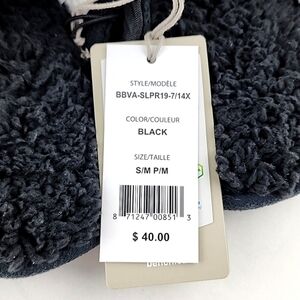 STYLE/MODÈLE
BBVA-SLPR19-7/14X
COLOR/COULEUR
BLACK
SIZE/TAILLE
S/M P/M
8 71247 00851 3
$ 40.00